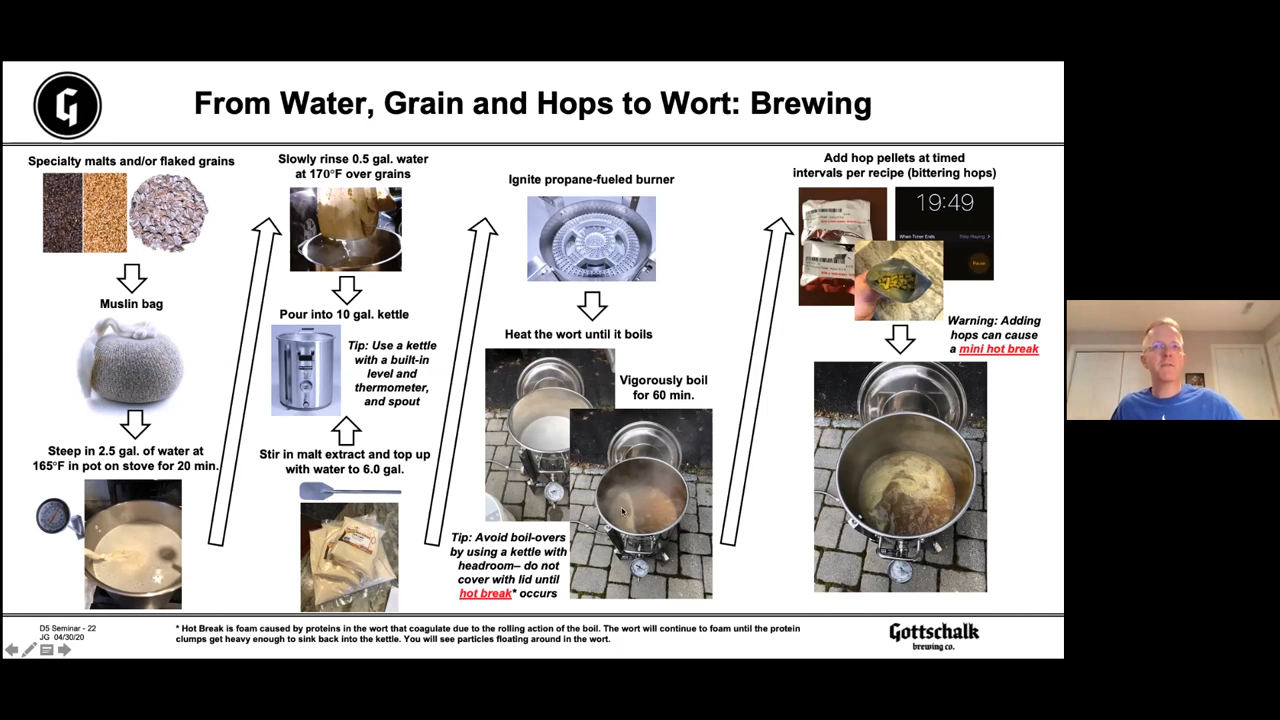 G
From Water, Grain and Hops to Wort: Brewing
Specialty malts and/or flaked grains
Muslin bag
Steep in 2.5 gal. of water at
165°F in pot on stove for 20 min.
Slowly rinse 0.5 gal. water
at 170°F over grains
Pour into 10 gal. kettle
Tip: Use a kettle
with a built-in
level and
thermometer,
and spout
Stir in malt extract and top up
with water to 6.0 gal.
Ignite propane-fueled burner
Heat the wort until it boils
Vigorously boil
for 60 min.
Tip: Avoid boil-overs
by using a kettle with
headroom– do not
cover with lid until
hot break* occurs
Add hop pellets at timed
intervals per recipe (bittering hops)
19:49
When Timer Ends
Stop Playing >
Pause
Warning: Adding
hops can cause
a mini hot break
D5 Seminar - 22
JG 04/30/20
* Hot Break is foam caused by proteins in the wort that coagulate due to the rolling action of the boil. The wort will continue to foam until the protein
clumps get heavy enough to sink back into the kettle. You will see particles floating around in the wort.
Gottschalk
brewing co.